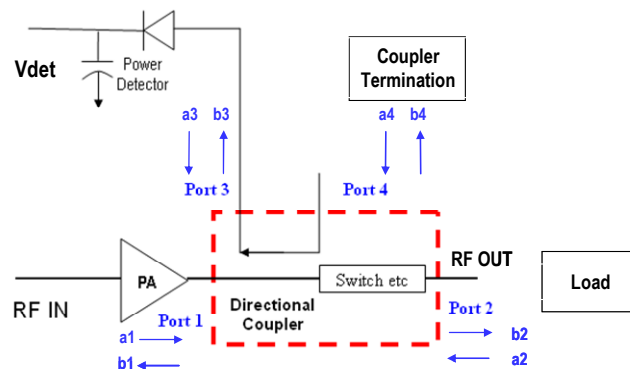 Vdet
Power
Detector
Coupler
Termination
a3 b3
a4 b4
Port 3
Port 4
PA
RF IN
Switch etc
RF OUT
Load
Directional
Coupler
Port 1
Port 2
a1
b1
b2
a2